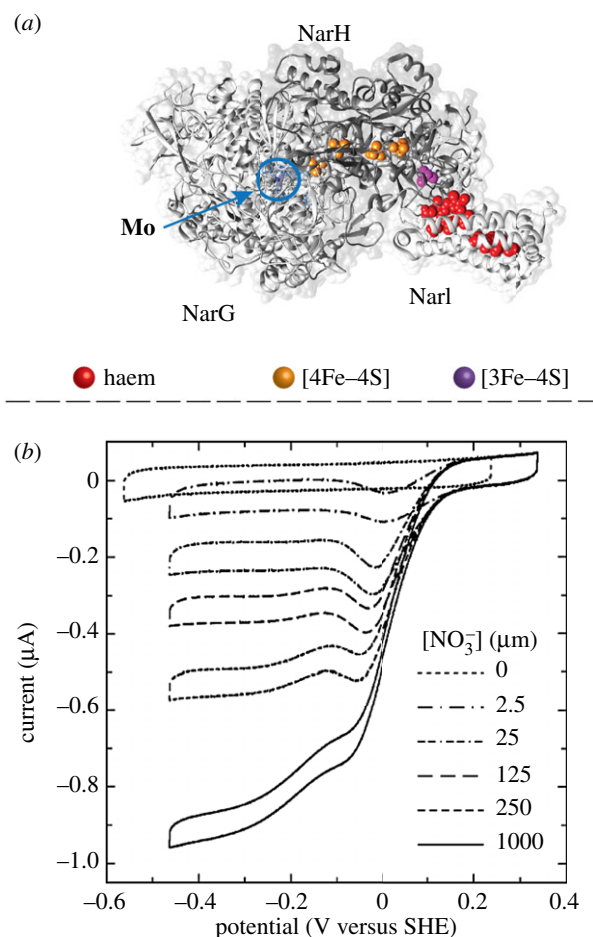 (a)
NarH
Mo
NarG
NarI
haem
[4Fe–4S]
[3Fe–4S]
(b)
0
–0.2
–0.4
–0.6
–0.8
–1.0
current (μA)
[NO₃⁻] (μm)
0
2.5
25
125
250
1000
–0.6
–0.4
–0.2
0
0.2
0.4
potential (V versus SHE)